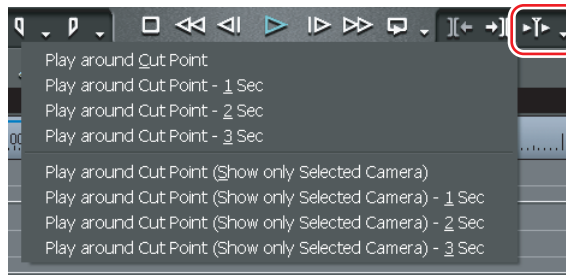 Play around Cut Point
Play around Cut Point - 1 Sec
Play around Cut Point - 2 Sec
Play around Cut Point - 3 Sec
Play around Cut Point (Show only Selected Camera)
Play around Cut Point (Show only Selected Camera) - 1 Sec
Play around Cut Point (Show only Selected Camera) - 2 Sec
Play around Cut Point (Show only Selected Camera) - 3 Sec